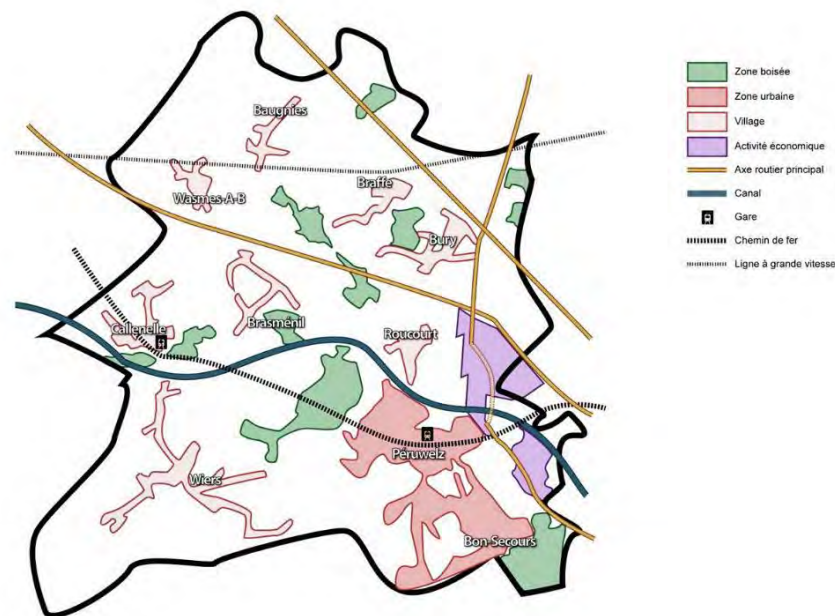 Zone boisée
Zone urbaine
Village
Activité économique
Axe routier principal
Canal
Gare
Chemin de fer
Ligne à grande vitesse
Baugnies
Wasmes-A-B
Braffe
Bury
Callenelle
Brasménil
Roucourt
Péruwelz
Wiers
Bon-Secours